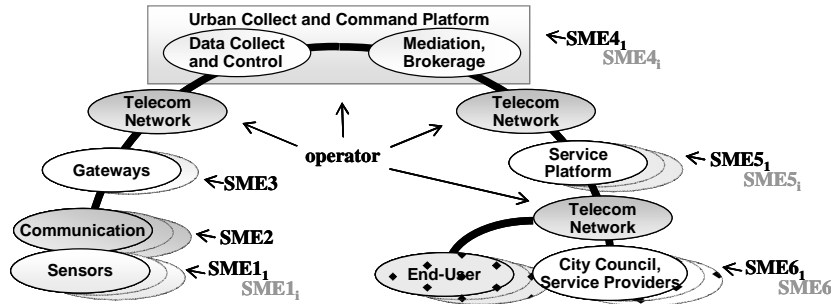 Urban Collect and Command Platform
Data Collect
and Control
Mediation,
Brokerage
SME4₁
SME4ᵢ
Telecom
Network
Telecom
Network
operator
Gateways
SME3
Service
Platform
SME5₁
SME5ᵢ
Communication
SME2
Telecom
Network
Sensors
SME1₁
SME1ᵢ
End-User
City Council,
Service Providers
SME6₁
SME6